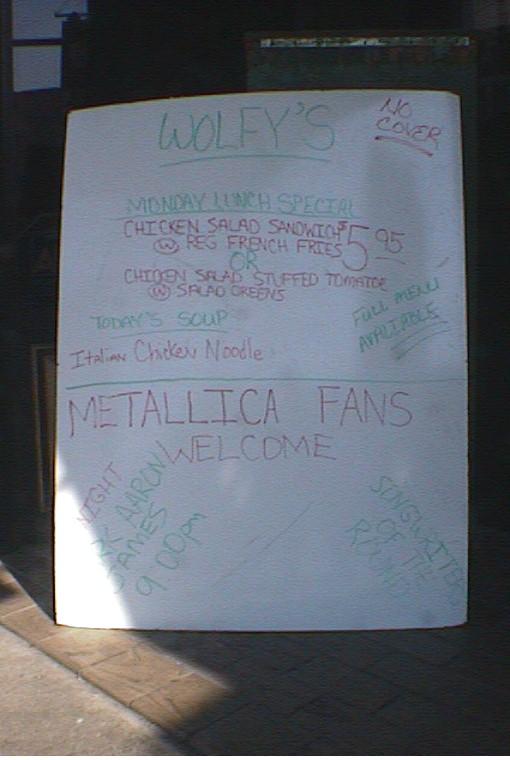 WOLFY'S
NO
COVER
MONDAY LUNCH SPECIAL
CHICKEN SALAD SANDWICH $5.95
W REG FRENCH FRIES
OR
CHICKEN SALAD STUFFED TOMATOE
W SALAD GREENS
FULL MENU
AVALIABLE
TODAY'S SOUP
Italian Chicken Noodle
METALLICA FANS
WELCOME
NIGHT
AARON
9:00pm
SONGWRITER
OF THE
ROUND